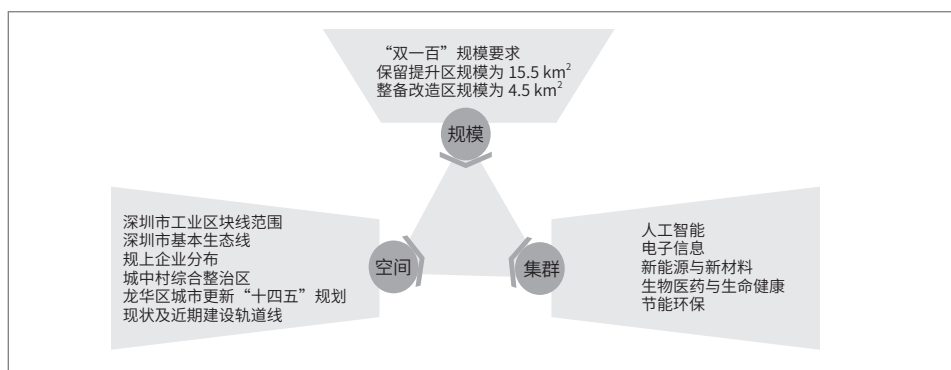 “双一百”规模要求
保留提升区规模为 15.5 km²
整备改造区规模为 4.5 km²
规模
深圳市工业区块线范围
深圳市基本生态线
规上企业分布
城中村综合整治区
龙华区城市更新“十四五”规划
现状及近期建设轨道线
空间
集群
人工智能
电子信息
新能源与新材料
生物医药与生命健康
节能环保